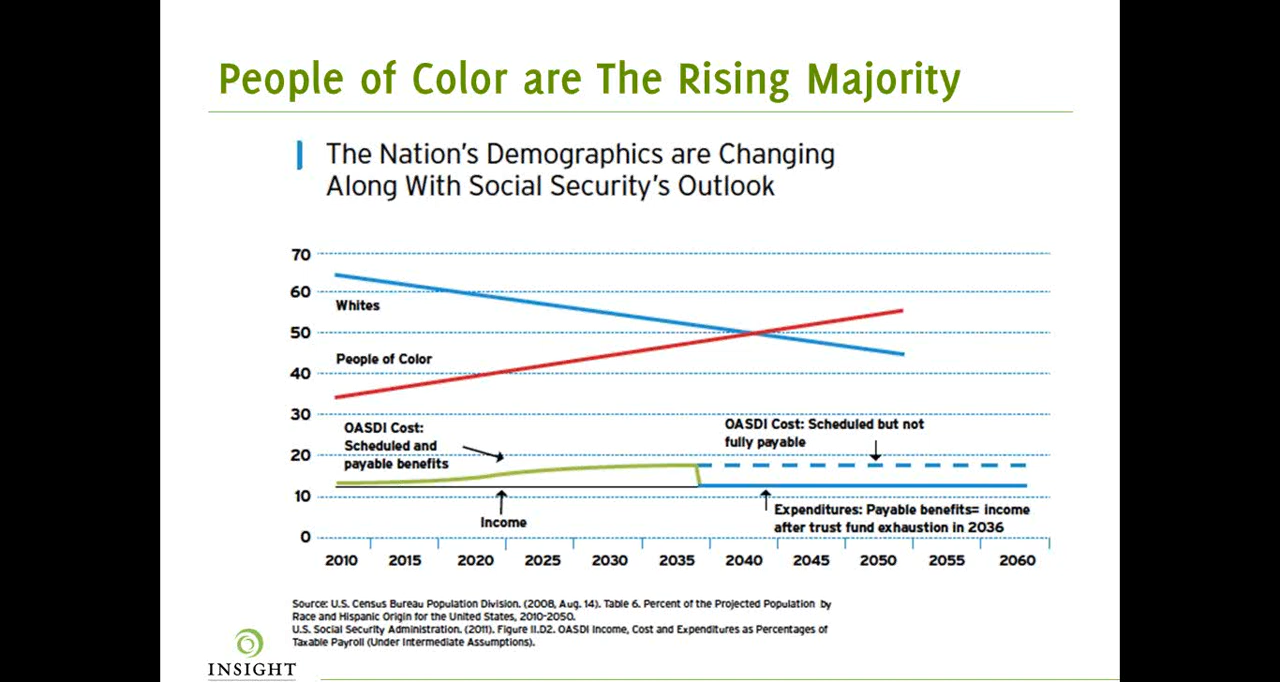 People of Color are The Rising Majority
The Nation's Demographics are Changing
Along With Social Security's Outlook
70
60
Whites
50
People of Color
40
30
OASDI Cost:
Scheduled and
payable benefits
OASDI Cost: Scheduled but not
fully payable
20
10
Income
Expenditures: Payable benefits= income
after trust fund exhaustion in 2036
0
2010 2015 2020 2025 2030 2035 2040 2045 2050 2055 2060
Source: U.S. Census Bureau Population Division. (2008, Aug. 14). Table 6. Percent of the Projected Population by
Race and Hispanic Origin for the United States, 2010-2050.
U.S. Social Security Administration. (2011). Figure II.D2. OASDI Income, Cost and Expenditures as Percentages of
Taxable Payroll (Under Intermediate Assumptions).
INSIGHT